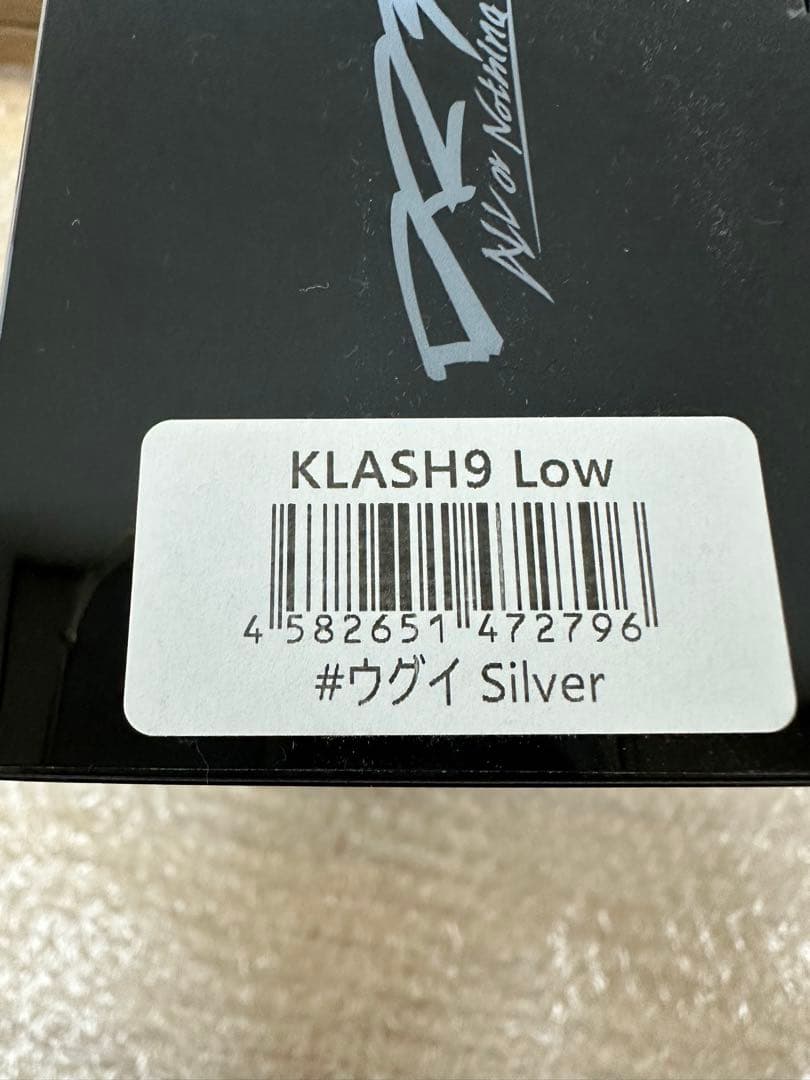 All or Nothing
KLASH9 Low
4 582651 472796
#ウグイ Silver